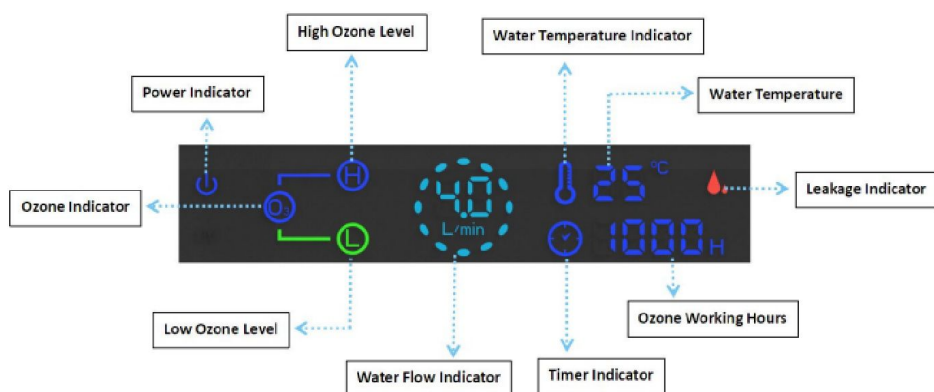 High Ozone Level
Water Temperature Indicator
Power Indicator
Water Temperature
H
25 °C
Ozone Indicator
O₃
4.0
L/min
Leakage Indicator
L
1000 H
Low Ozone Level
Ozone Working Hours
Water Flow Indicator
Timer Indicator